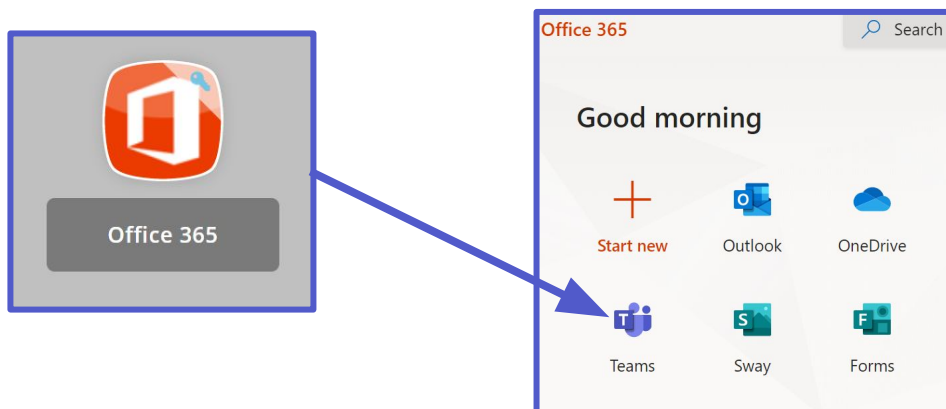 Office 365
Office 365
Search
Good morning
Start new
Outlook
OneDrive
Teams
Sway
Forms